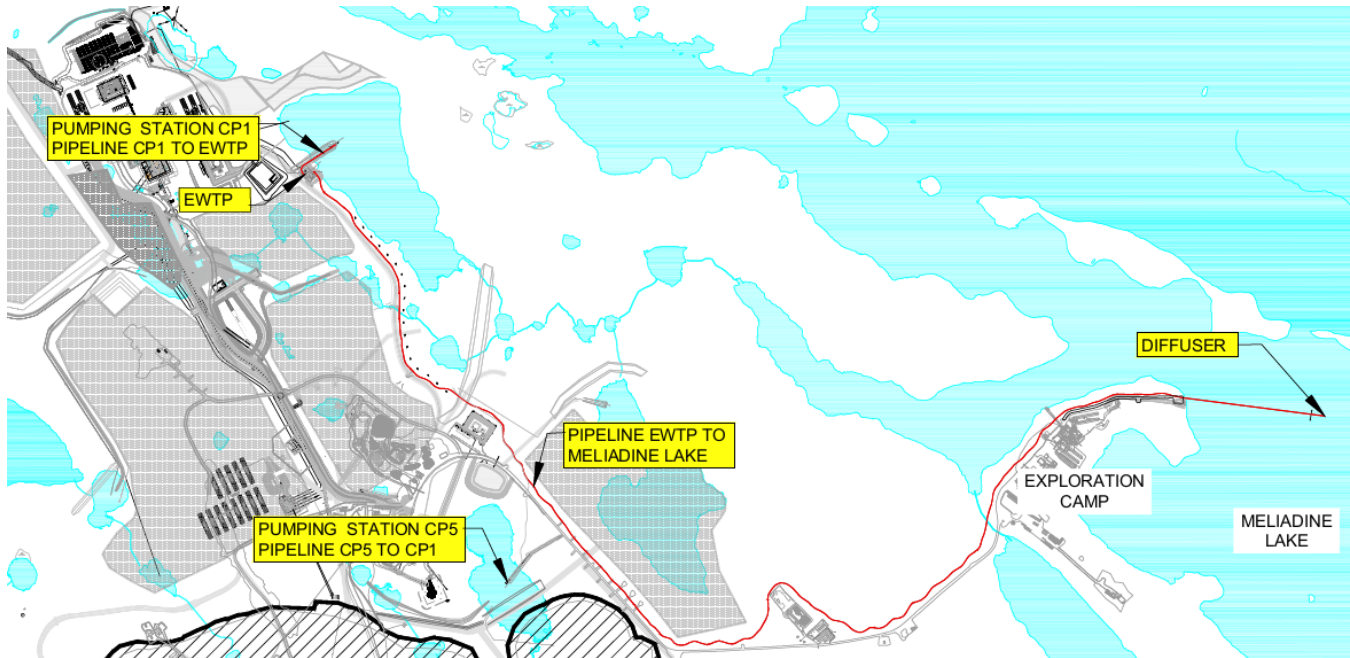 PUMPING STATION CP1
PIPELINE CP1 TO EWTP
EWTP
DIFFUSER
PIPELINE EWTP TO
MELIADINE LAKE
EXPLORATION
CAMP
MELIADINE
LAKE
PUMPING STATION CP5
PIPELINE CP5 TO CP1